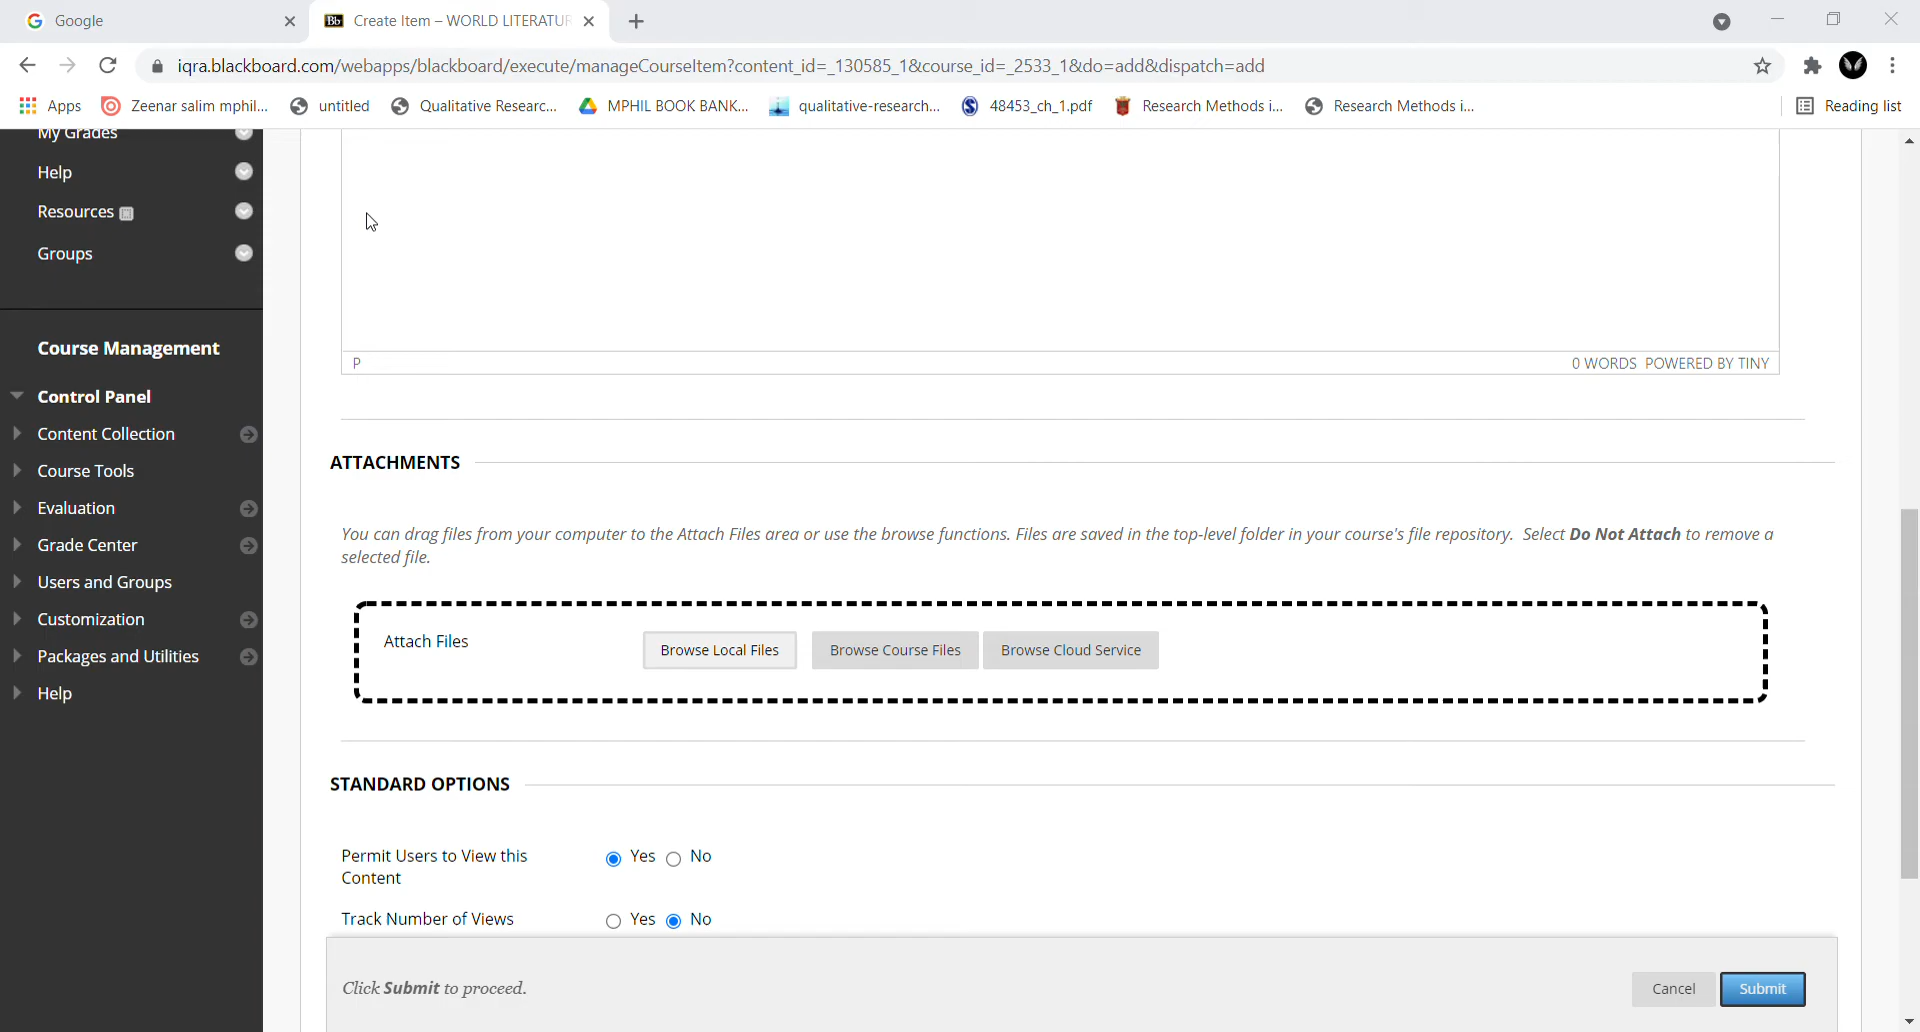 Google
Bb Create Item – WORLD LITERATUR
iqra.blackboard.com/webapps/blackboard/execute/manageCourseItem?content_id=_130585_1&course_id=_2533_1&do=add&dispatch=add
Apps Zeenar salim mphil... untitled Qualitative Researc... MPHIL BOOK BANK... qualitative-research... 48453_ch_1.pdf Research Methods i... Research Methods i... Reading list
My Grades
Help
Resources
Groups
Course Management
Control Panel
Content Collection
Course Tools
Evaluation
Grade Center
Users and Groups
Customization
Packages and Utilities
Help
P 0 WORDS POWERED BY TINY
ATTACHMENTS
You can drag files from your computer to the Attach Files area or use the browse functions. Files are saved in the top-level folder in your course's file repository. Select Do Not Attach to remove a
selected file.
Attach Files Browse Local Files Browse Course Files Browse Cloud Service
STANDARD OPTIONS
Permit Users to View this Yes No
Content
Track Number of Views Yes No
Click Submit to proceed. Cancel Submit